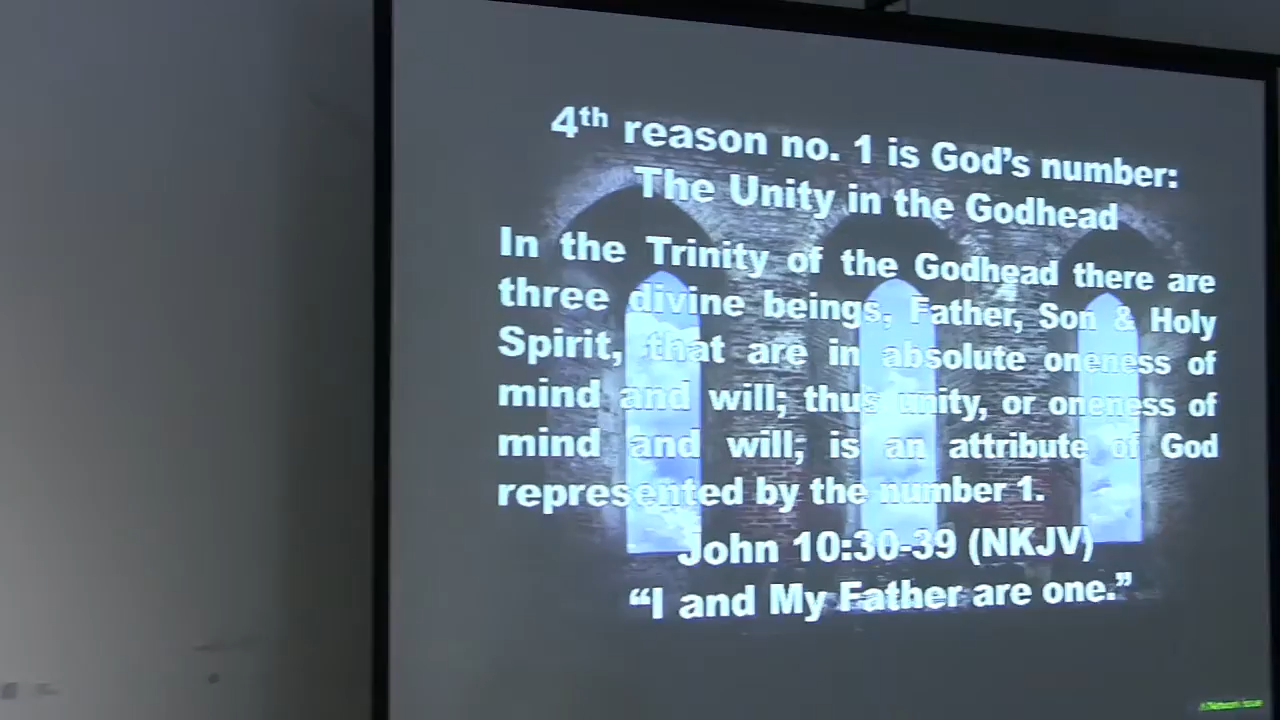 4th reason no. 1 is God's number:
The Unity in the Godhead
In the Trinity of the Godhead there are
three divine beings, Father, Son & Holy
Spirit, that are in absolute oneness of
mind and will; thus unity, or oneness of
mind and will; is an attribute of God
represented by the number 1.
John 10:30-39 (NKJV)
“I and My Father are one.”